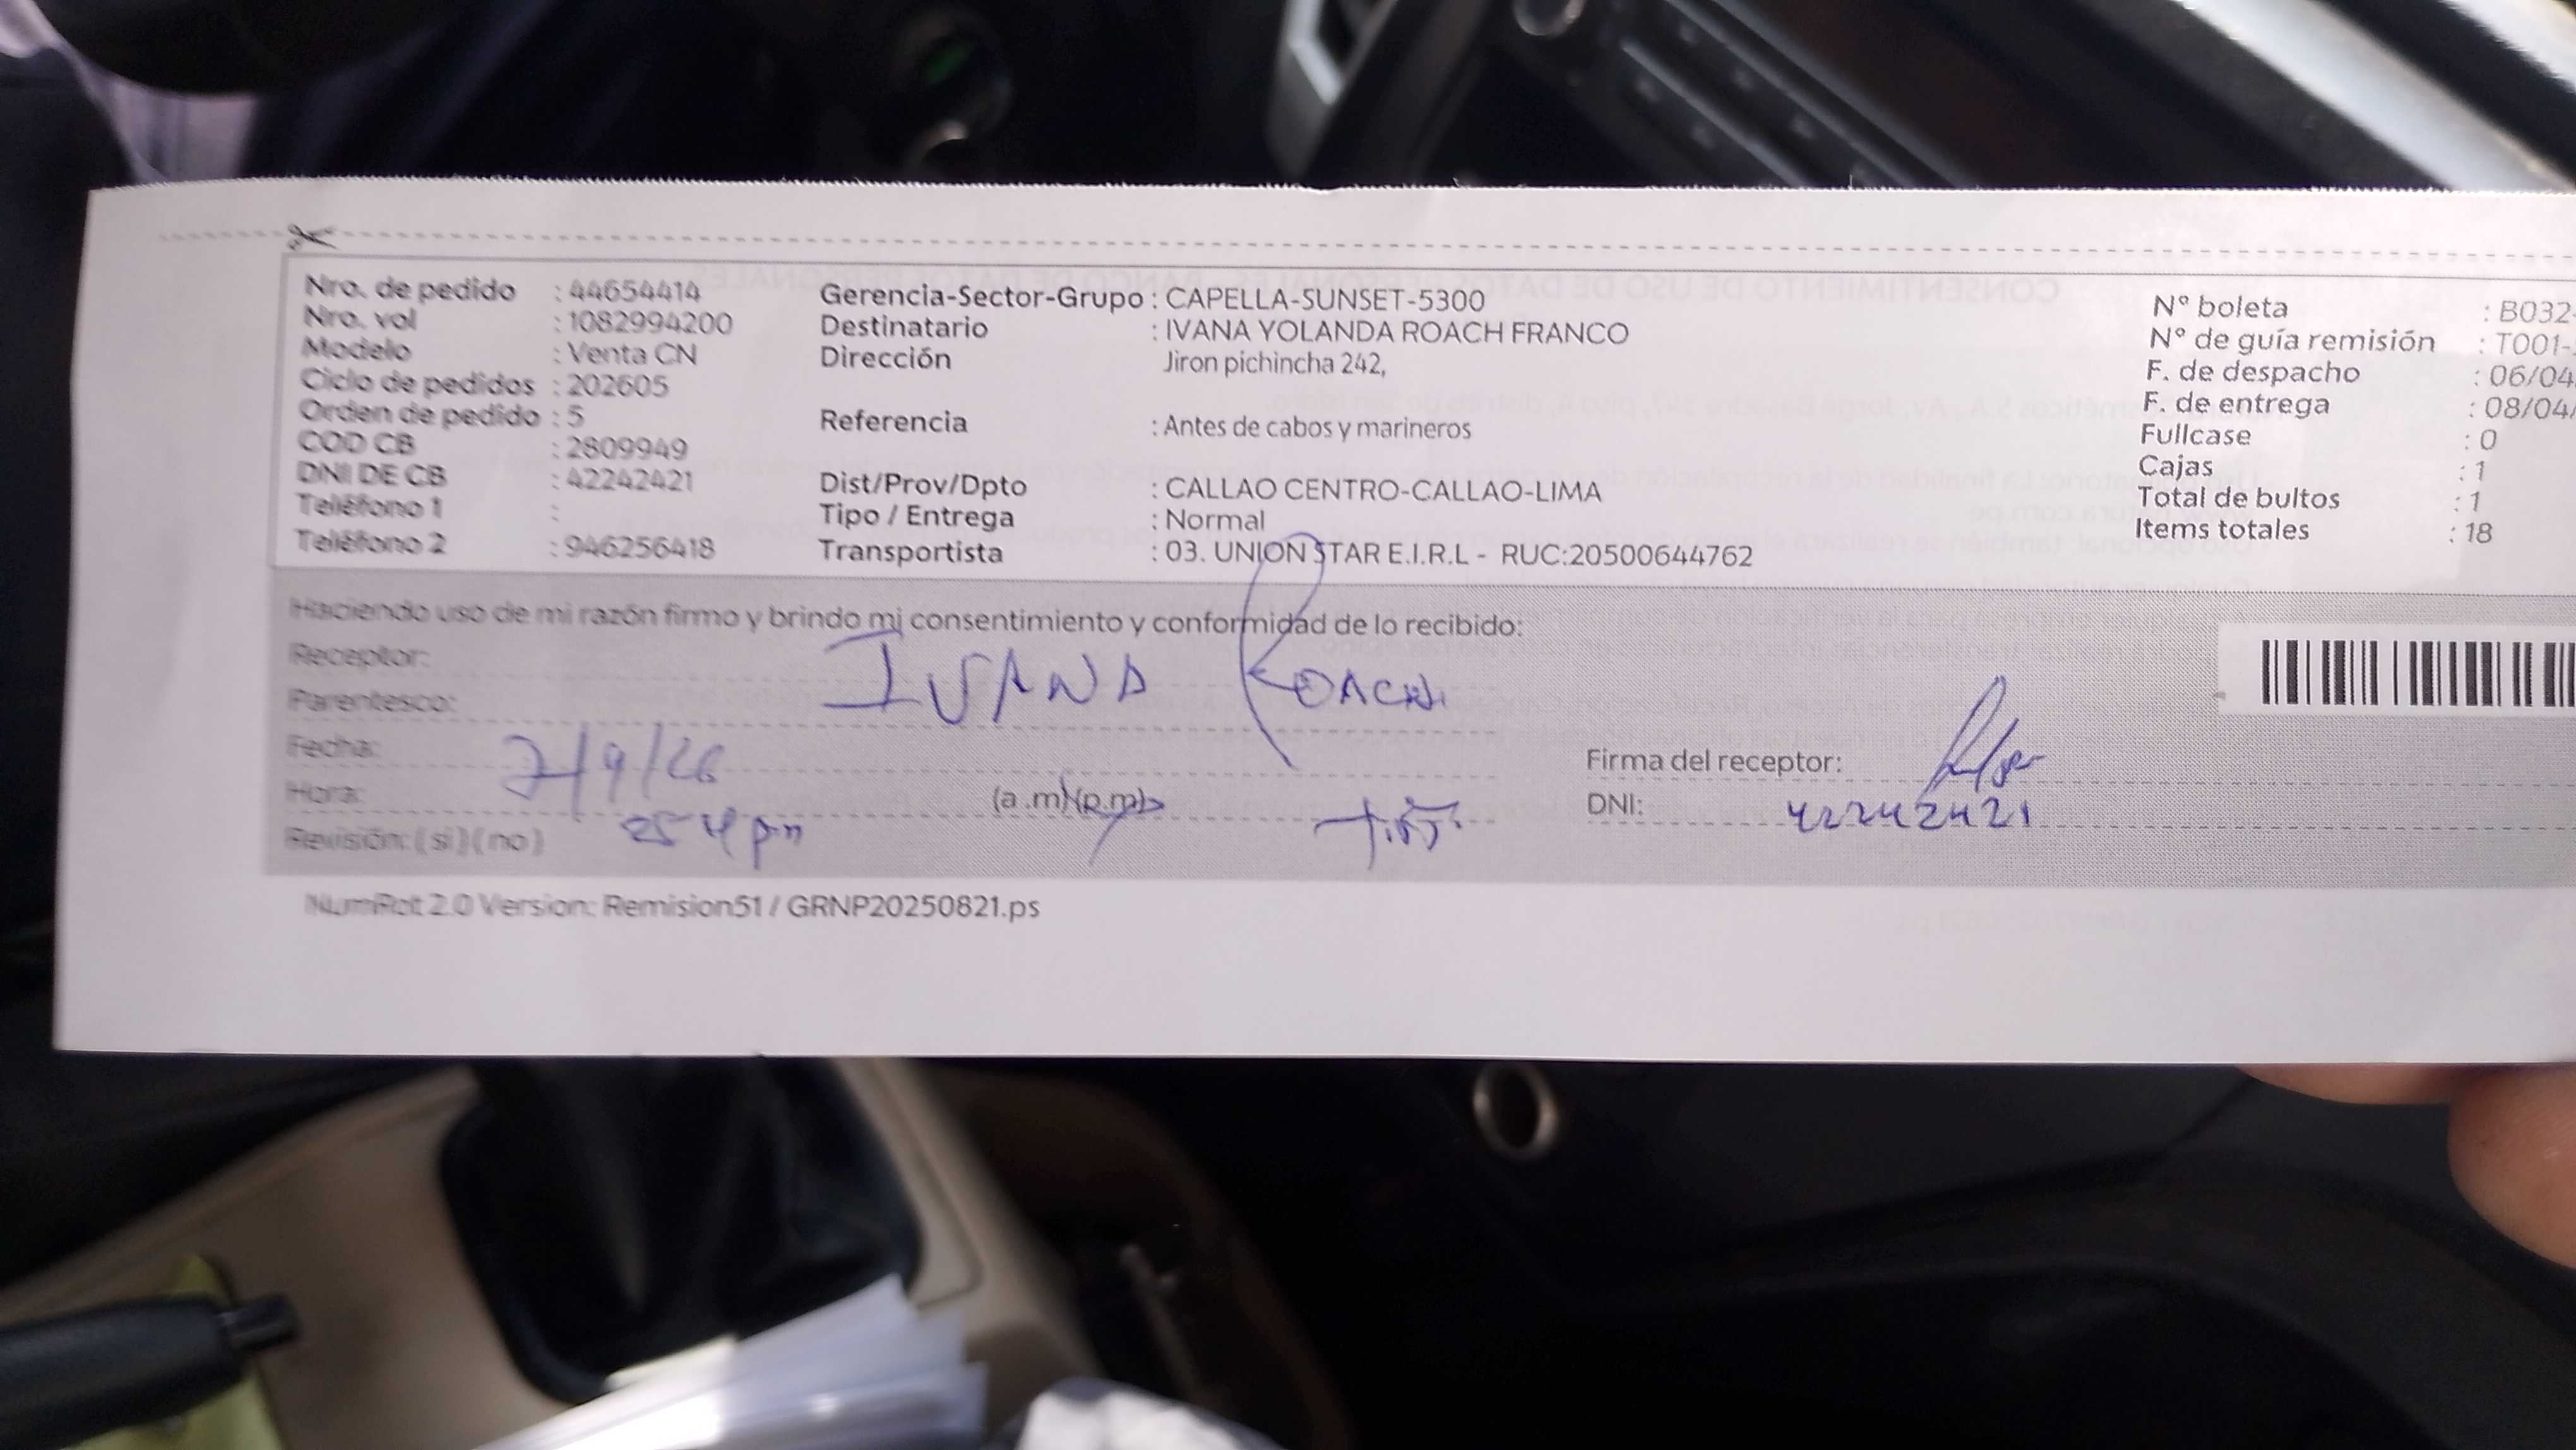 Nro. de pedido : 44654414
Nro. vol : 1082994200
Modelo : Venta CN
Ciclo de pedidos : 202605
Orden de pedido : 5
COD CB : 2809949
DNI DE CB : 42242421
Teléfono 1 :
Teléfono 2 : 946256418
Gerencia-Sector-Grupo : CAPELLA-SUNSET-5300
Destinatario : IVANA YOLANDA ROACH FRANCO
Dirección Jiron pichincha 242,
Referencia : Antes de cabos y marineros
Dist/Prov/Dpto : CALLAO CENTRO-CALLAO-LIMA
Tipo / Entrega : Normal
Transportista : 03. UNION STAR E.I.R.L - RUC:20500644762
N° boleta : B032-
N° de guía remisión : T001-
F. de despacho : 06/04
F. de entrega : 08/04/
Fullcase : 0
Cajas : 1
Total de bultos : 1
Items totales : 18
Haciendo uso de mi razón firmo y brindo mi consentimiento y conformidad de lo recibido:
Receptor: IVANA ROACH
Parentesco:
Fecha:
Hora: (a .m)(p.m)
Revisión: ( si ) ( no )
Firma del receptor:
DNI: 42242421
NumRot 2.0 Version: Remision51 / GRNP20250821.ps